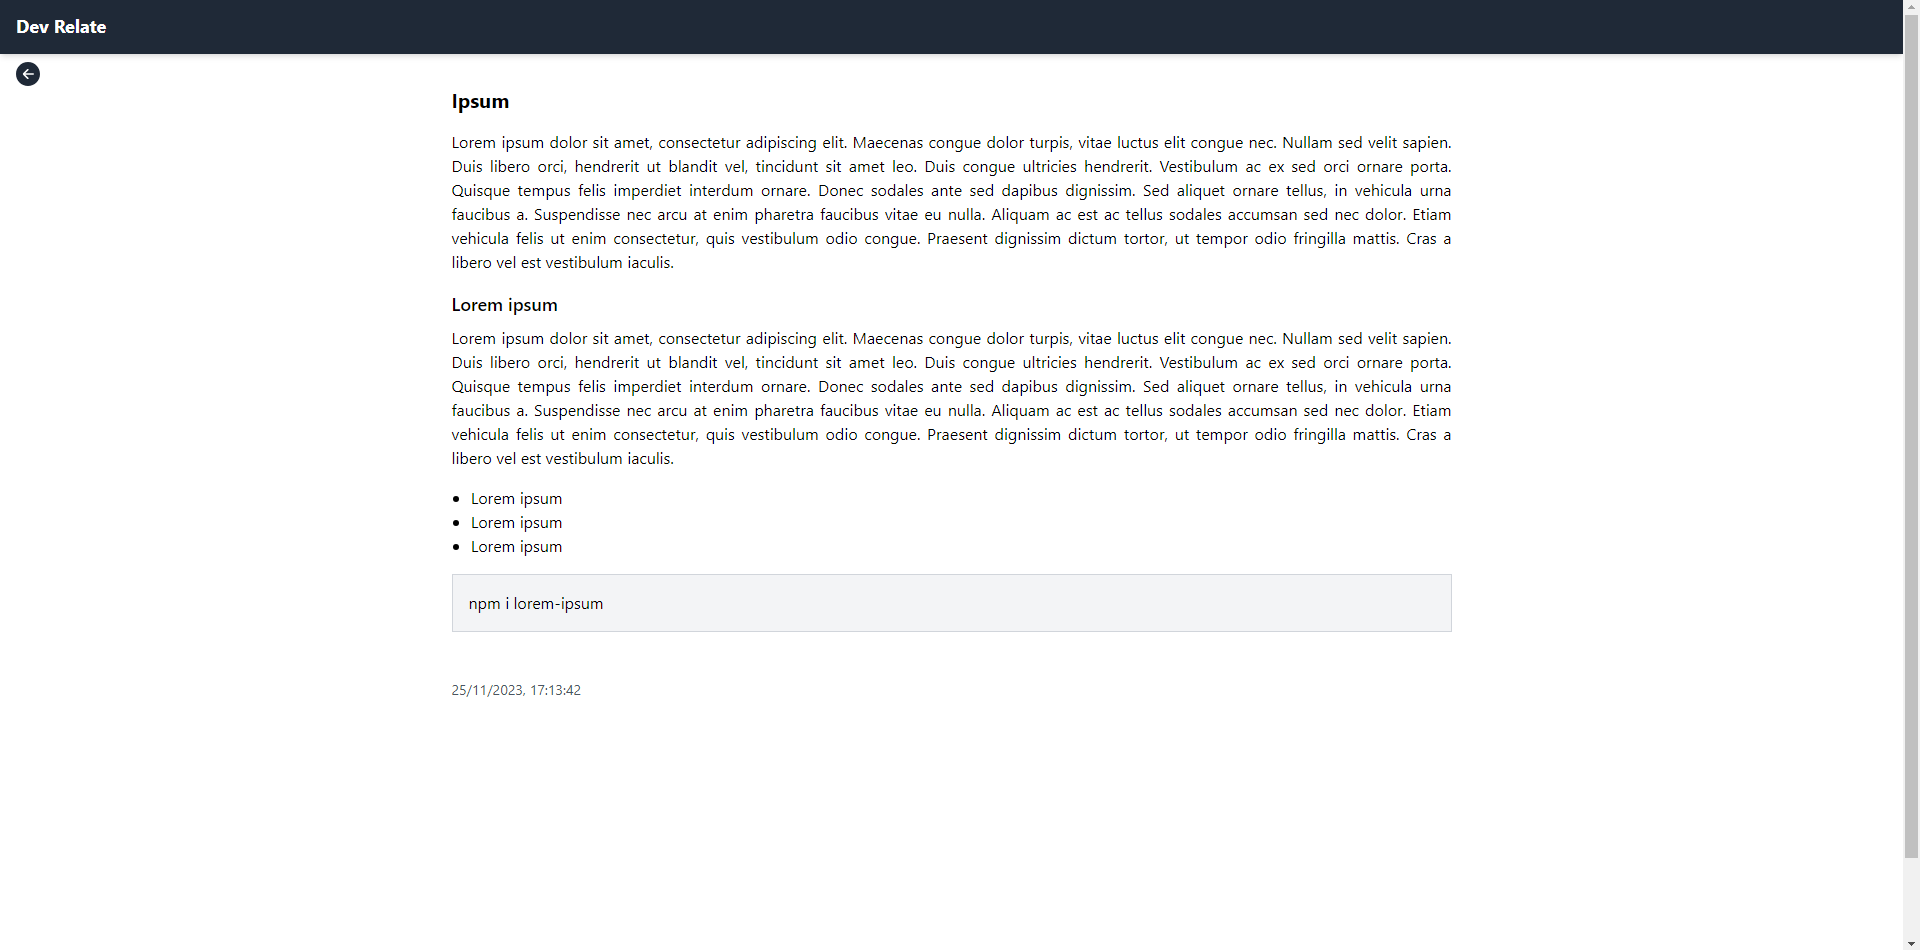 Dev Relate
Ipsum
Lorem ipsum dolor sit amet, consectetur adipiscing elit. Maecenas congue dolor turpis, vitae luctus elit congue nec. Nullam sed velit sapien.
Duis libero orci, hendrerit ut blandit vel, tincidunt sit amet leo. Duis congue ultricies hendrerit. Vestibulum ac ex sed orci ornare porta.
Quisque tempus felis imperdiet interdum ornare. Donec sodales ante sed dapibus dignissim. Sed aliquet ornare tellus, in vehicula urna
faucibus a. Suspendisse nec arcu at enim pharetra faucibus vitae eu nulla. Aliquam ac est ac tellus sodales accumsan sed nec dolor. Etiam
vehicula felis ut enim consectetur, quis vestibulum odio congue. Praesent dignissim dictum tortor, ut tempor odio fringilla mattis. Cras a
libero vel est vestibulum iaculis.
Lorem ipsum
Lorem ipsum dolor sit amet, consectetur adipiscing elit. Maecenas congue dolor turpis, vitae luctus elit congue nec. Nullam sed velit sapien.
Duis libero orci, hendrerit ut blandit vel, tincidunt sit amet leo. Duis congue ultricies hendrerit. Vestibulum ac ex sed orci ornare porta.
Quisque tempus felis imperdiet interdum ornare. Donec sodales ante sed dapibus dignissim. Sed aliquet ornare tellus, in vehicula urna
faucibus a. Suspendisse nec arcu at enim pharetra faucibus vitae eu nulla. Aliquam ac est ac tellus sodales accumsan sed nec dolor. Etiam
vehicula felis ut enim consectetur, quis vestibulum odio congue. Praesent dignissim dictum tortor, ut tempor odio fringilla mattis. Cras a
libero vel est vestibulum iaculis.
• Lorem ipsum
• Lorem ipsum
• Lorem ipsum
npm i lorem-ipsum
25/11/2023, 17:13:42